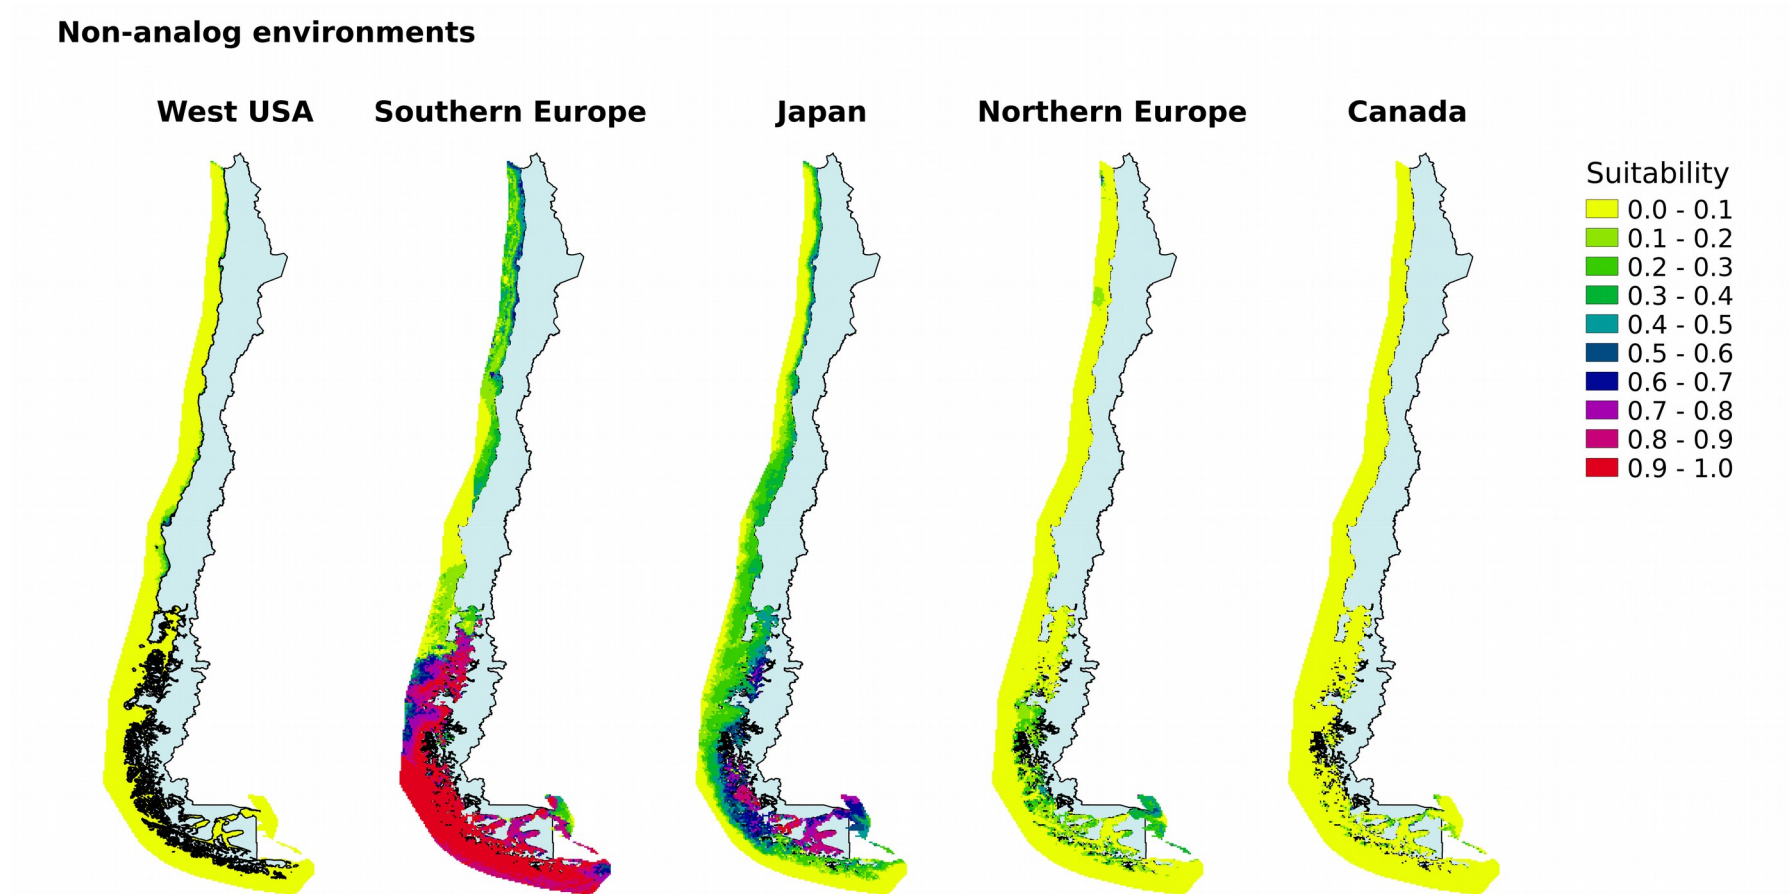 Non-analog environments
West USA
Southern Europe
Japan
Northern Europe
Canada
Suitability
0.0 - 0.1
0.1 - 0.2
0.2 - 0.3
0.3 - 0.4
0.4 - 0.5
0.5 - 0.6
0.6 - 0.7
0.7 - 0.8
0.8 - 0.9
0.9 - 1.0